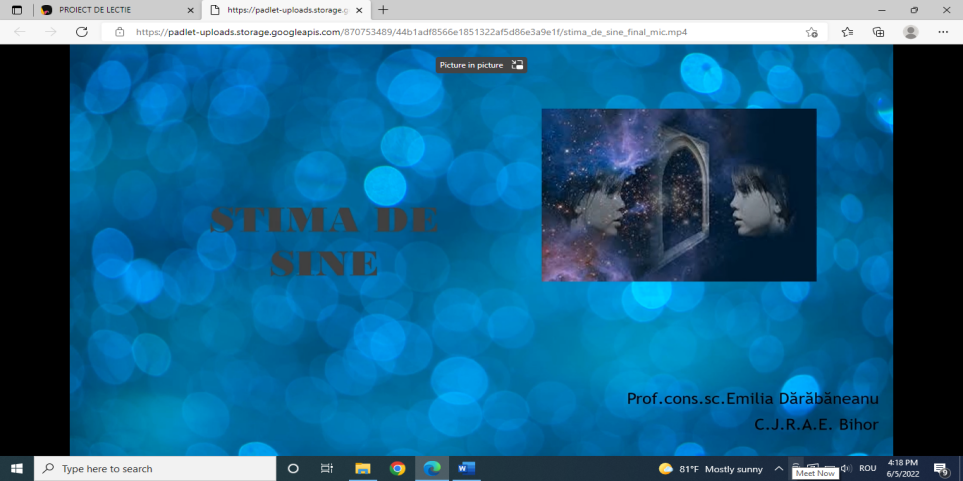 PROIECT DE LECTIE
https://padlet-uploads.storage.g
https://padlet-uploads.storage.googleapis.com/870753489/44b1adf8566e1851322af5d86e3a9e1f/stima_de_sine_final_mic.mp4
Picture in picture
STIMA DE
SINE
Prof.cons.sc.Emilia Dărăbăneanu
C.J.R.A.E. Bihor
Type here to search
81°F Mostly sunny
ROU
4:18 PM
6/5/2022
9
Meet Now